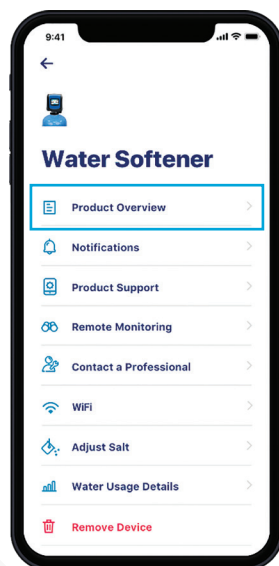 9:41
Water Softener
Product Overview
Notifications
Product Support
Remote Monitoring
Contact a Professional
WiFi
Adjust Salt
Water Usage Details
Remove Device